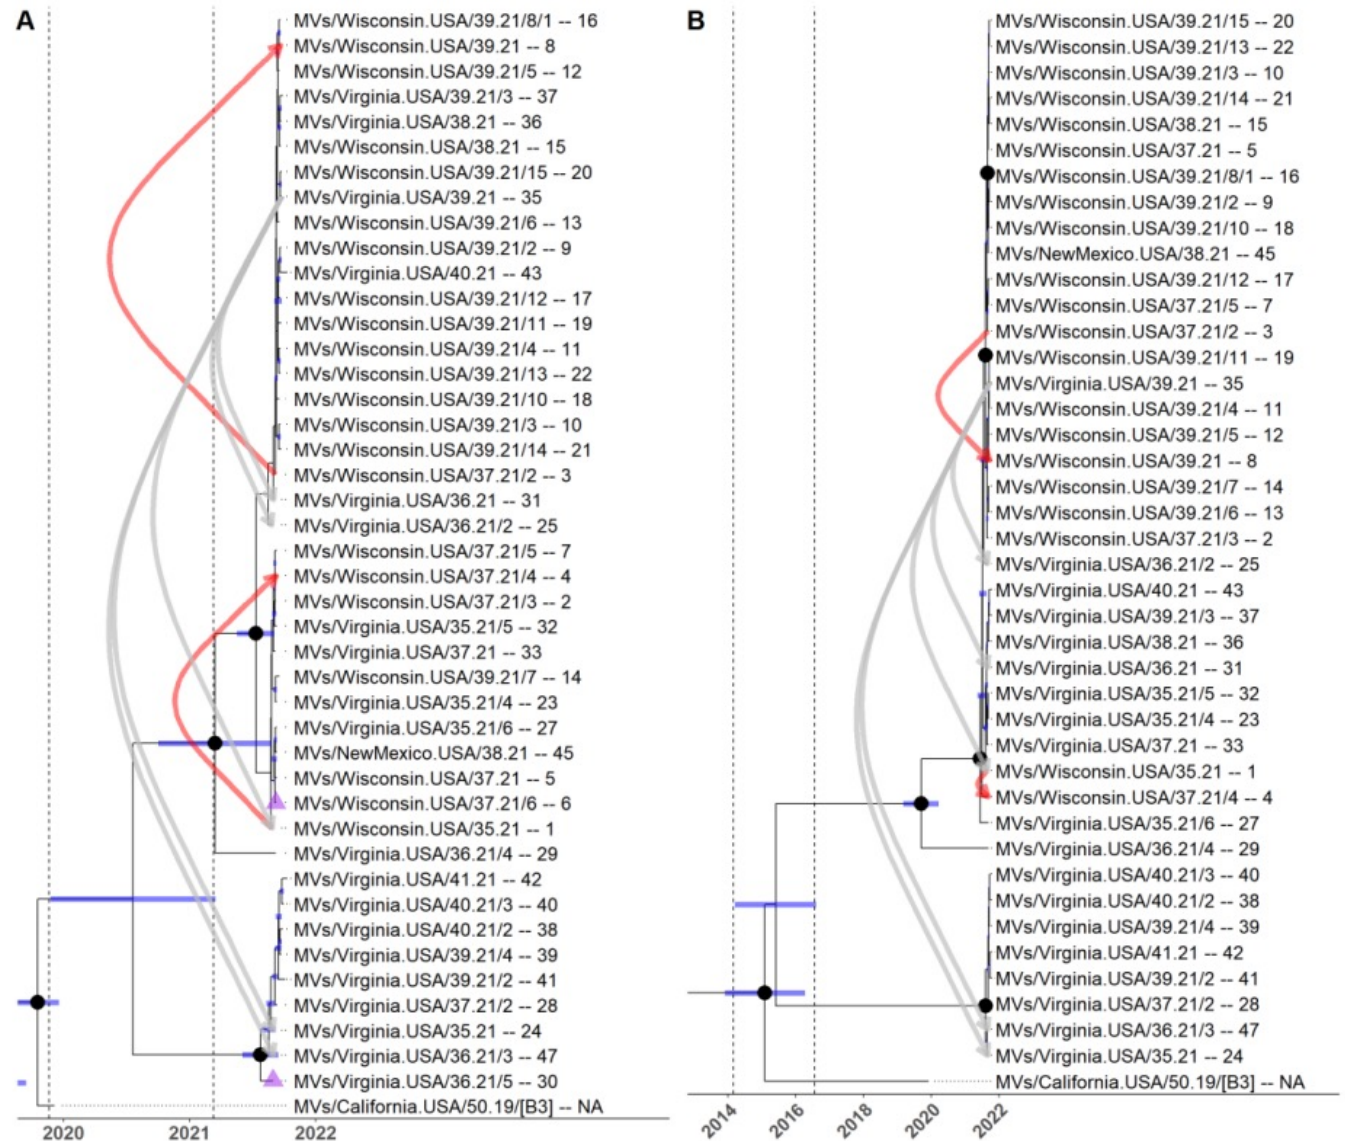 A
MVs/Wisconsin.USA/39.21/8/1 -- 16
MVs/Wisconsin.USA/39.21 -- 8
MVs/Wisconsin.USA/39.21/5 -- 12
MVs/Virginia.USA/39.21/3 -- 37
MVs/Virginia.USA/38.21 -- 36
MVs/Wisconsin.USA/38.21 -- 15
MVs/Wisconsin.USA/39.21/15 -- 20
MVs/Virginia.USA/39.21 -- 35
MVs/Wisconsin.USA/39.21/6 -- 13
MVs/Wisconsin.USA/39.21/2 -- 9
MVs/Virginia.USA/40.21 -- 43
MVs/Wisconsin.USA/39.21/12 -- 17
MVs/Wisconsin.USA/39.21/11 -- 19
MVs/Wisconsin.USA/39.21/4 -- 11
MVs/Wisconsin.USA/39.21/13 -- 22
MVs/Wisconsin.USA/39.21/10 -- 18
MVs/Wisconsin.USA/39.21/3 -- 10
MVs/Wisconsin.USA/39.21/14 -- 21
MVs/Wisconsin.USA/37.21/2 -- 3
MVs/Virginia.USA/36.21 -- 31
MVs/Virginia.USA/36.21/2 -- 25
MVs/Wisconsin.USA/37.21/5 -- 7
MVs/Wisconsin.USA/37.21/4 -- 4
MVs/Wisconsin.USA/37.21/3 -- 2
MVs/Virginia.USA/35.21/5 -- 32
MVs/Virginia.USA/37.21 -- 33
MVs/Wisconsin.USA/39.21/7 -- 14
MVs/Virginia.USA/35.21/4 -- 23
MVs/Virginia.USA/35.21/6 -- 27
MVs/NewMexico.USA/38.21 -- 45
MVs/Wisconsin.USA/37.21 -- 5
MVs/Wisconsin.USA/37.21/6 -- 6
MVs/Wisconsin.USA/35.21 -- 1
MVs/Virginia.USA/36.21/4 -- 29
MVs/Virginia.USA/41.21 -- 42
MVs/Virginia.USA/40.21/3 -- 40
MVs/Virginia.USA/40.21/2 -- 38
MVs/Virginia.USA/39.21/4 -- 39
MVs/Virginia.USA/39.21/2 -- 41
MVs/Virginia.USA/37.21/2 -- 28
MVs/Virginia.USA/35.21 -- 24
MVs/Virginia.USA/36.21/3 -- 47
MVs/Virginia.USA/36.21/5 -- 30
MVs/California.USA/50.19/[B3] -- NA
2020 2021 2022
B
MVs/Wisconsin.USA/39.21/15 -- 20
MVs/Wisconsin.USA/39.21/13 -- 22
MVs/Wisconsin.USA/39.21/3 -- 10
MVs/Wisconsin.USA/39.21/14 -- 21
MVs/Wisconsin.USA/38.21 -- 15
MVs/Wisconsin.USA/37.21 -- 5
MVs/Wisconsin.USA/39.21/8/1 -- 16
MVs/Wisconsin.USA/39.21/2 -- 9
MVs/Wisconsin.USA/39.21/10 -- 18
MVs/NewMexico.USA/38.21 -- 45
MVs/Wisconsin.USA/39.21/12 -- 17
MVs/Wisconsin.USA/37.21/5 -- 7
MVs/Wisconsin.USA/37.21/2 -- 3
MVs/Wisconsin.USA/39.21/11 -- 19
MVs/Virginia.USA/39.21 -- 35
MVs/Wisconsin.USA/39.21/4 -- 11
MVs/Wisconsin.USA/39.21/5 -- 12
MVs/Wisconsin.USA/39.21 -- 8
MVs/Wisconsin.USA/39.21/7 -- 14
MVs/Wisconsin.USA/39.21/6 -- 13
MVs/Wisconsin.USA/37.21/3 -- 2
MVs/Virginia.USA/36.21/2 -- 25
MVs/Virginia.USA/40.21 -- 43
MVs/Virginia.USA/39.21/3 -- 37
MVs/Virginia.USA/38.21 -- 36
MVs/Virginia.USA/36.21 -- 31
MVs/Virginia.USA/35.21/5 -- 32
MVs/Virginia.USA/35.21/4 -- 23
MVs/Virginia.USA/37.21 -- 33
MVs/Wisconsin.USA/35.21 -- 1
MVs/Wisconsin.USA/37.21/4 -- 4
MVs/Virginia.USA/35.21/6 -- 27
MVs/Virginia.USA/36.21/4 -- 29
MVs/Virginia.USA/40.21/3 -- 40
MVs/Virginia.USA/40.21/2 -- 38
MVs/Virginia.USA/39.21/4 -- 39
MVs/Virginia.USA/41.21 -- 42
MVs/Virginia.USA/39.21/2 -- 41
MVs/Virginia.USA/37.21/2 -- 28
MVs/Virginia.USA/36.21/3 -- 47
MVs/Virginia.USA/35.21 -- 24
MVs/California.USA/50.19/[B3] -- NA
2014 2016 2018 2020 2022